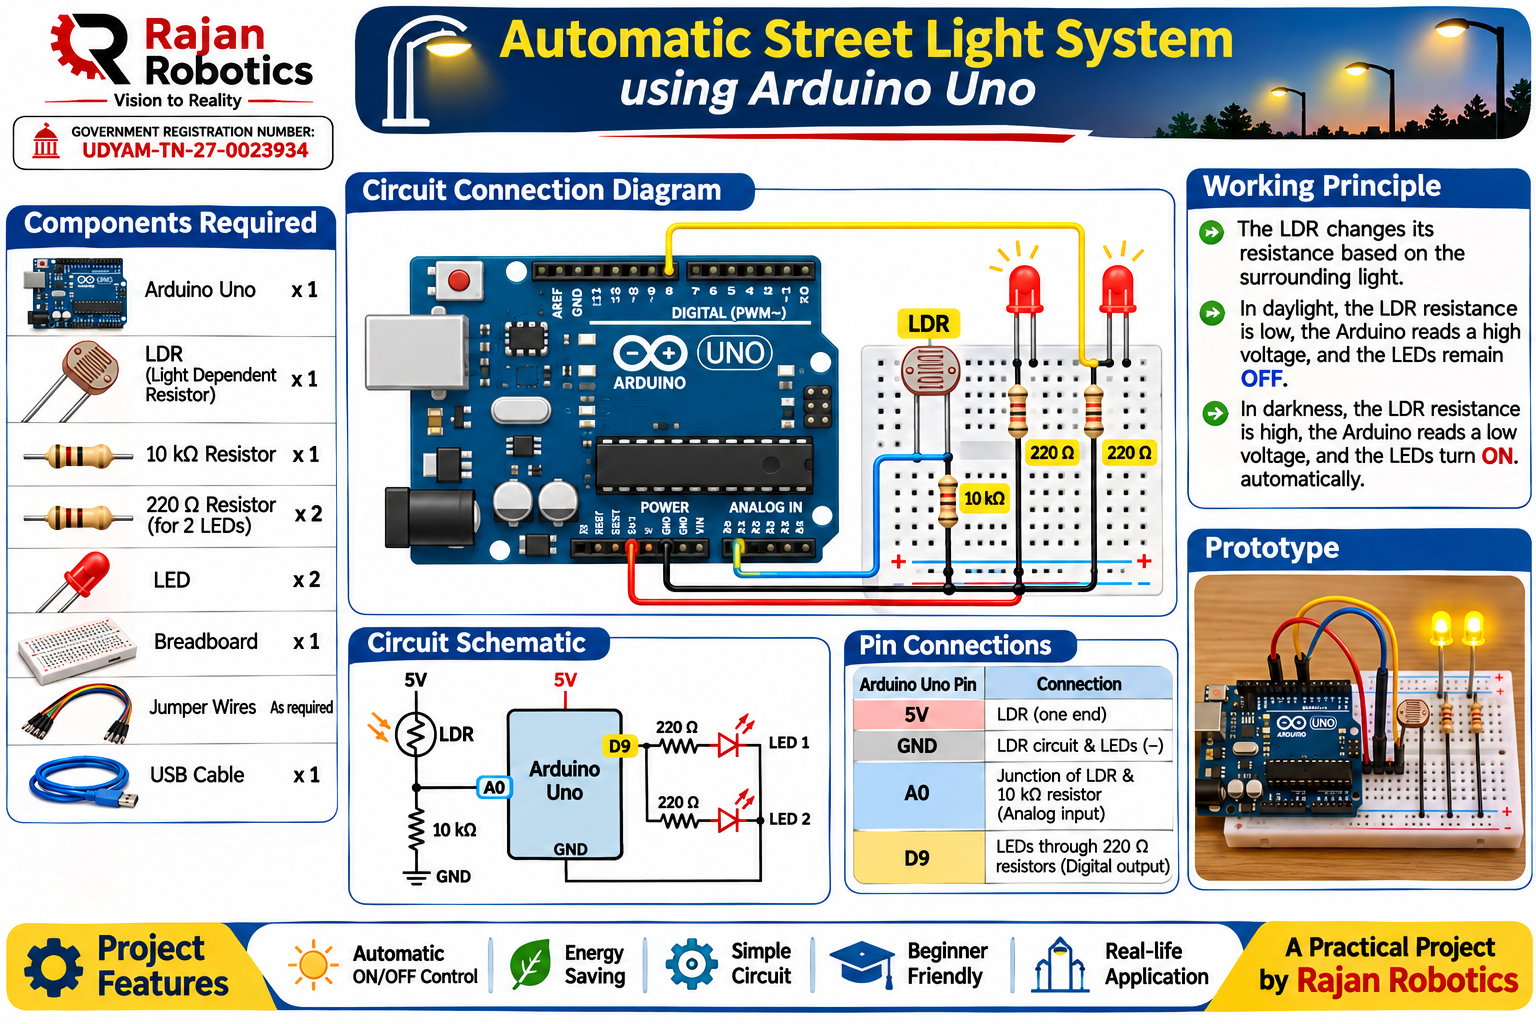 Rajan
Robotics
Vision to Reality
GOVERNMENT REGISTRATION NUMBER:
UDYAM-TN-27-0023934
Automatic Street Light System
using Arduino Uno
Components Required
Arduino Uno x 1
LDR
(Light Dependent
Resistor)
x 1
10 kΩ Resistor x 1
220 Ω Resistor
(for 2 LEDs)
x 2
LED x 2
Breadboard x 1
Jumper Wires As required
USB Cable x 1
Circuit Connection Diagram
AREF
GND
8
7
DIGITAL (PWM~)
UNO
ARDUINO
POWER
ANALOG IN
VIN
LDR
220 Ω
220 Ω
10 kΩ
+
+
−
Working Principle
The LDR changes its
resistance based on the
surrounding light.
In daylight, the LDR resistance
is low, the Arduino reads a high
voltage, and the LEDs remain
OFF.
In darkness, the LDR resistance
is high, the Arduino reads a low
voltage, and the LEDs turn ON.
automatically.
Circuit Schematic
5V
LDR
10 kΩ
GND
5V
D9
A0
Arduino
Uno
GND
220 Ω
LED 1
220 Ω
LED 2
Pin Connections
Arduino Uno Pin Connection
5V LDR (one end)
GND LDR circuit & LEDs (−)
A0
Junction of LDR &
10 kΩ resistor
(Analog input)
D9
LEDs through 220 Ω
resistors (Digital output)
Prototype
UNO
Project
Features
Automatic
ON/OFF Control
Energy
Saving
Simple
Circuit
Beginner
Friendly
Real-life
Application
A Practical Project
by Rajan Robotics